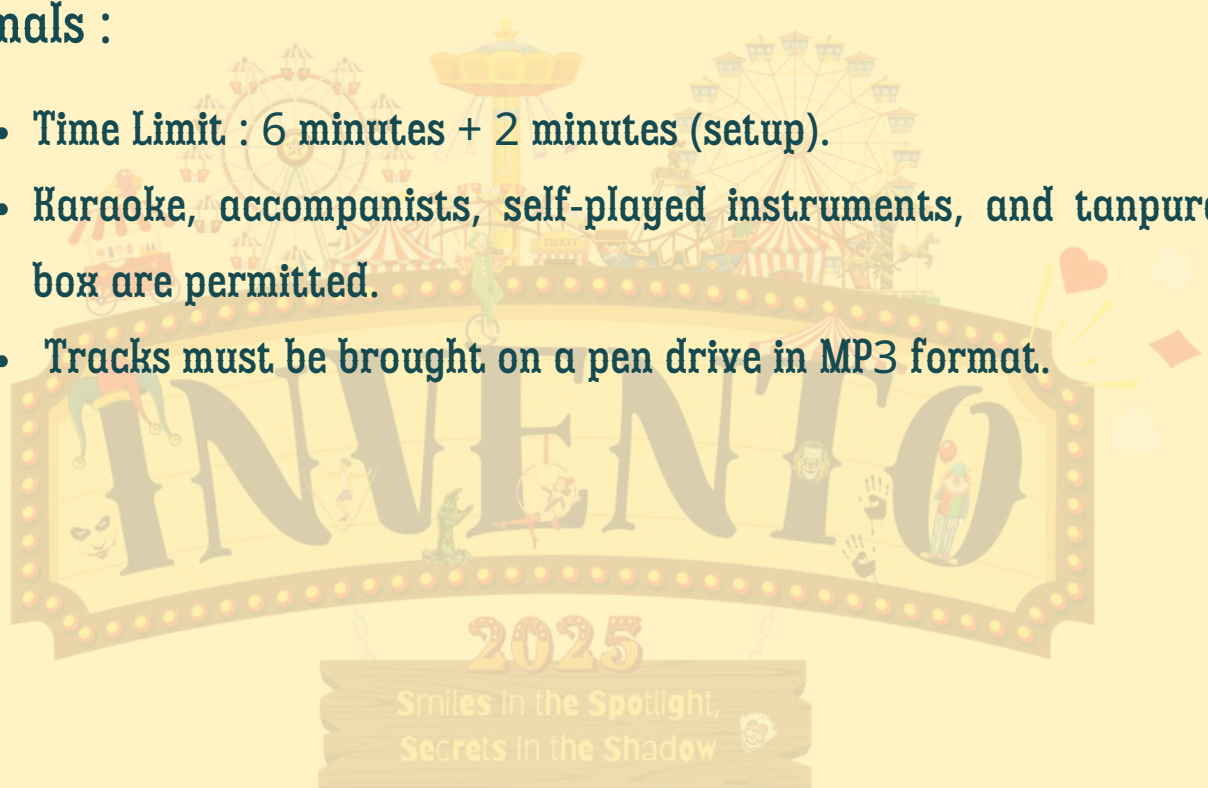 nals :
• Time Limit : 6 minutes + 2 minutes (setup).
• Karaoke, accompanists, self-played instruments, and tanpura
box are permitted.
• Tracks must be brought on a pen drive in MP3 format.
TICKET
INVENTO
2025
Smiles in the Spotlight,
Secrets in the Shadow